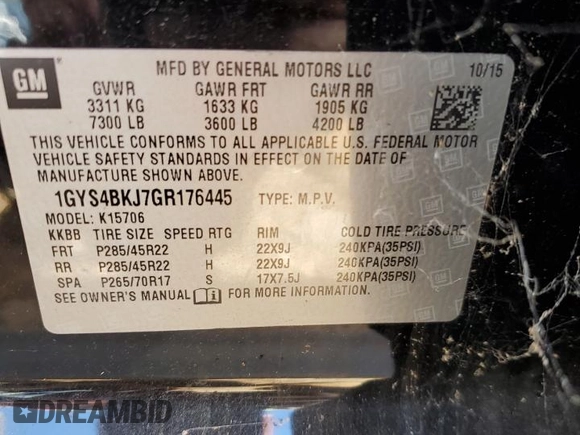 GM
MFD BY GENERAL MOTORS LLC 10/15
GVWR GAWR FRT GAWR RR
3311 KG 1633 KG 1905 KG
7300 LB 3600 LB 4200 LB
THIS VEHICLE CONFORMS TO ALL APPLICABLE U.S. FEDERAL MOTOR
VEHICLE SAFETY STANDARDS IN EFFECT ON THE DATE OF
MANUFACTURE SHOWN ABOVE.
1GYS4BKJ7GR176445 TYPE: M.P.V.
MODEL: K15706
KKBB TIRE SIZE SPEED RTG RIM COLD TIRE PRESSURE
FRT P285/45R22 H 22X9J 240KPA(35PSI)
RR P285/45R22 H 22X9J 240KPA(35PSI)
SPA P265/70R17 S 17X7.5J 240KPA(35PSI)
SEE OWNER'S MANUAL FOR MORE INFORMATION
DREAMBID